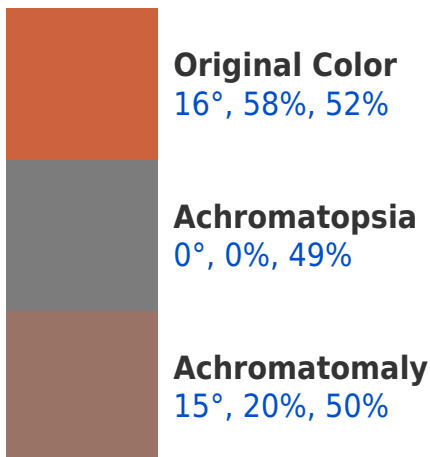 Original Color
16°, 58%, 52%
Achromatopsia
0°, 0%, 49%
Achromatomaly
15°, 20%, 50%